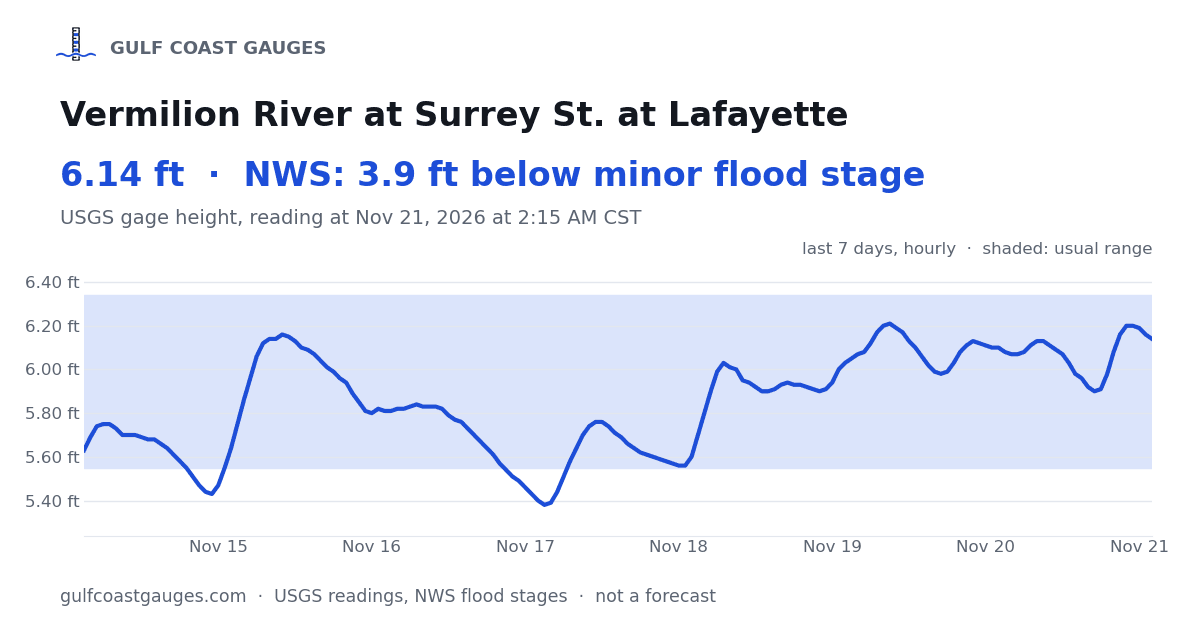 GULF COAST GAUGES
Vermilion River at Surrey St. at Lafayette
6.14 ft · NWS: 3.9 ft below minor flood stage
USGS gage height, reading at Nov 21, 2026 at 2:15 AM CST
last 7 days, hourly · shaded: usual range
6.40 ft
6.20 ft
6.00 ft
5.80 ft
5.60 ft
5.40 ft
Nov 15 Nov 16 Nov 17 Nov 18 Nov 19 Nov 20 Nov 21
gulfcoastgauges.com · USGS readings, NWS flood stages · not a forecast